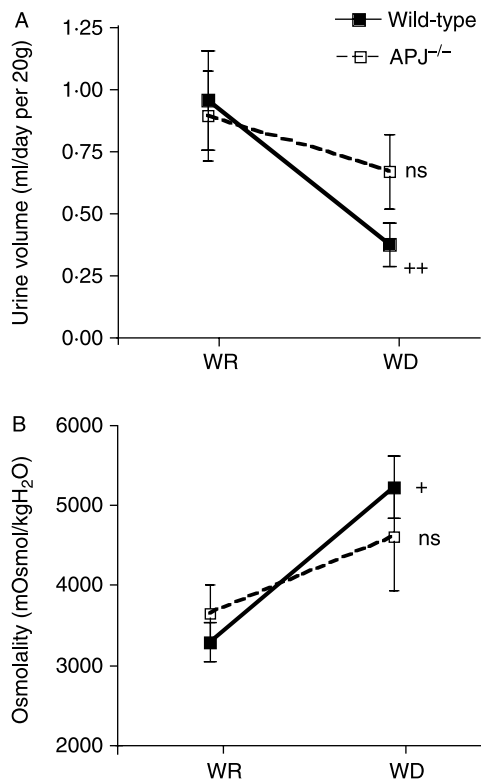 A
Wild-type
APJ⁻/⁻
Urine volume (ml/day per 20g)
1·25
1·00
0·75
0·50
0·25
0·00
ns
++
WR WD
B
Osmolality (mOsmol/kgH₂O)
6000
5000
4000
3000
2000
+
ns
WR WD